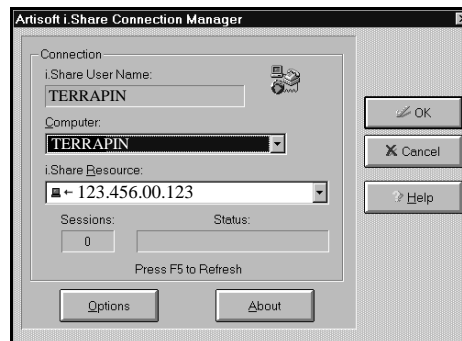 Artisoft i.Share Connection Manager
Connection
i.Share User Name:
TERRAPIN
Computer:
TERRAPIN
i.Share Resource:
123.456.00.123
Sessions: Status:
0
Press F5 to Refresh
Options About
OK
Cancel
Help